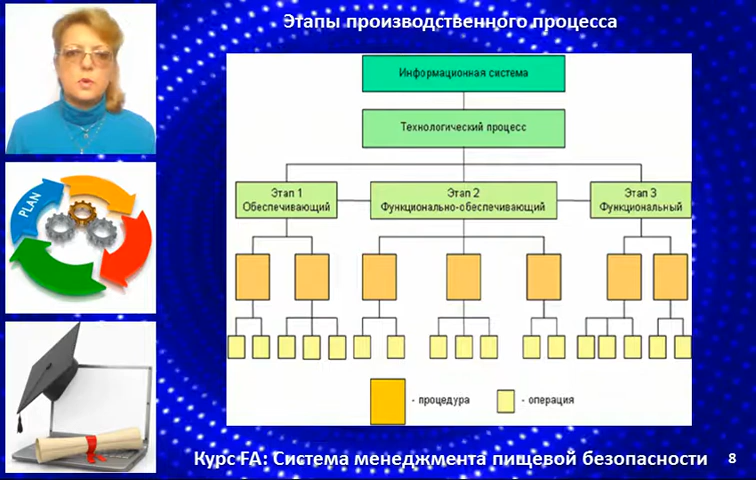 Этапы производственного процесса
PLAN
Информационная система
Технологический процесс
Этап 1
Обеспечивающий
Этап 2
Функционально-обеспечивающий
Этап 3
Функциональный
- процедура
- операция
Курс FA: Система менеджмента пищевой безопасности 8